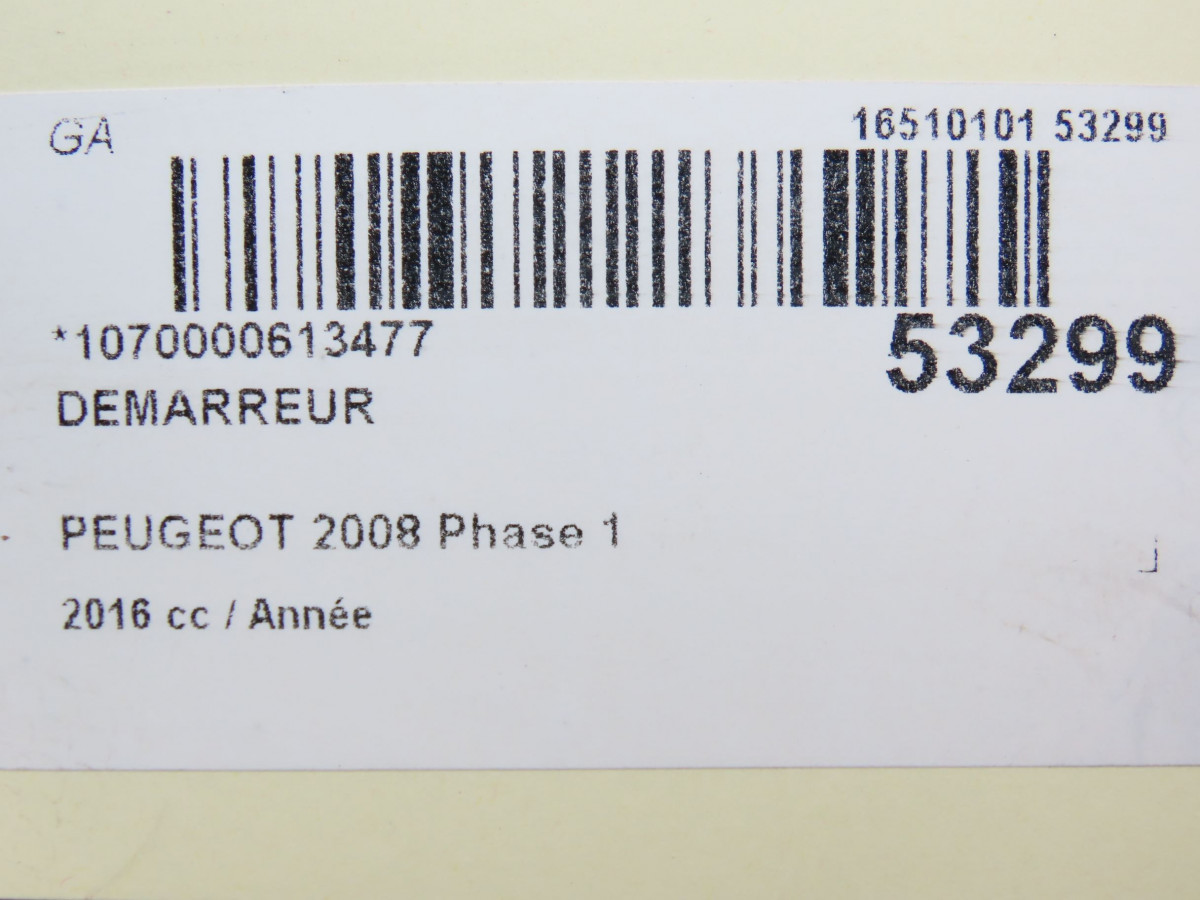 GA
16510101 53299
*1070000613477
53299
DEMARREUR
PEUGEOT 2008 Phase 1
2016 cc / Année